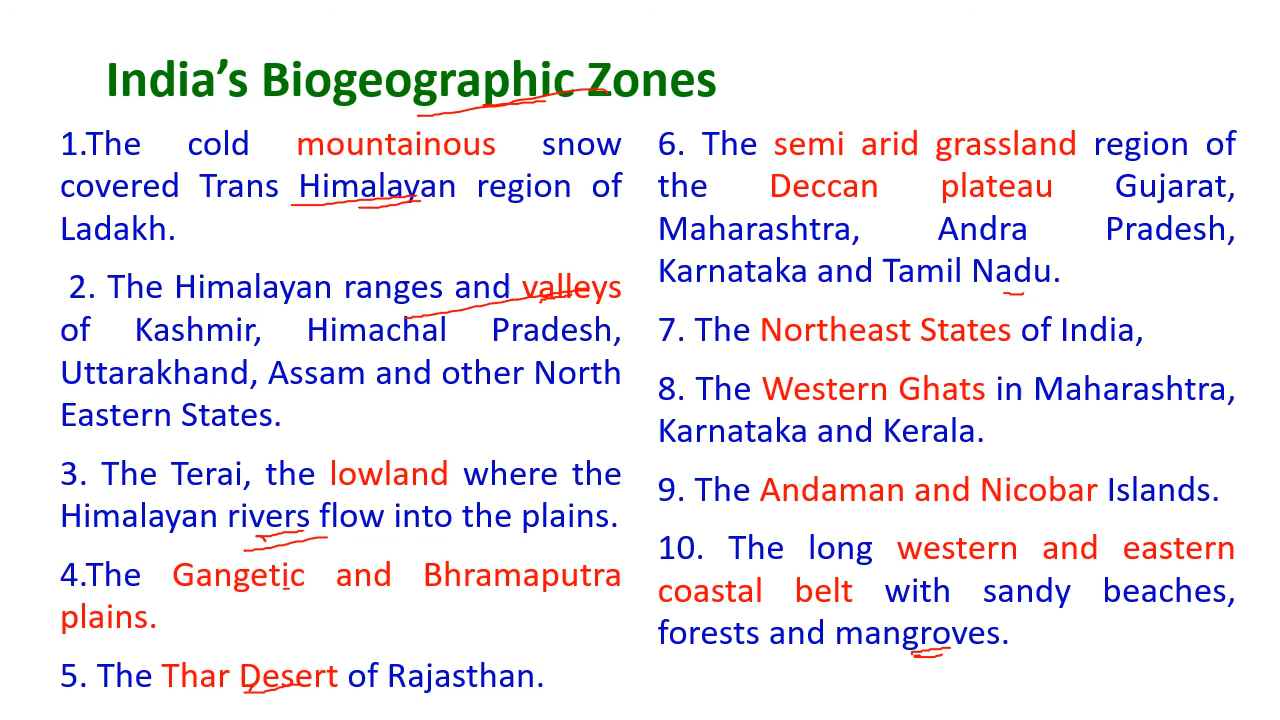 India’s Biogeographic Zones
1.The cold mountainous snow
covered Trans Himalayan region of
Ladakh.
2. The Himalayan ranges and valleys
of Kashmir, Himachal Pradesh,
Uttarakhand, Assam and other North
Eastern States.
3. The Terai, the lowland where the
Himalayan rivers flow into the plains.
4.The Gangetic and Bhramaputra
plains.
5. The Thar Desert of Rajasthan.
6. The semi arid grassland region of
the Deccan plateau Gujarat,
Maharashtra, Andra Pradesh,
Karnataka and Tamil Nadu.
7. The Northeast States of India,
8. The Western Ghats in Maharashtra,
Karnataka and Kerala.
9. The Andaman and Nicobar Islands.
10. The long western and eastern
coastal belt with sandy beaches,
forests and mangroves.